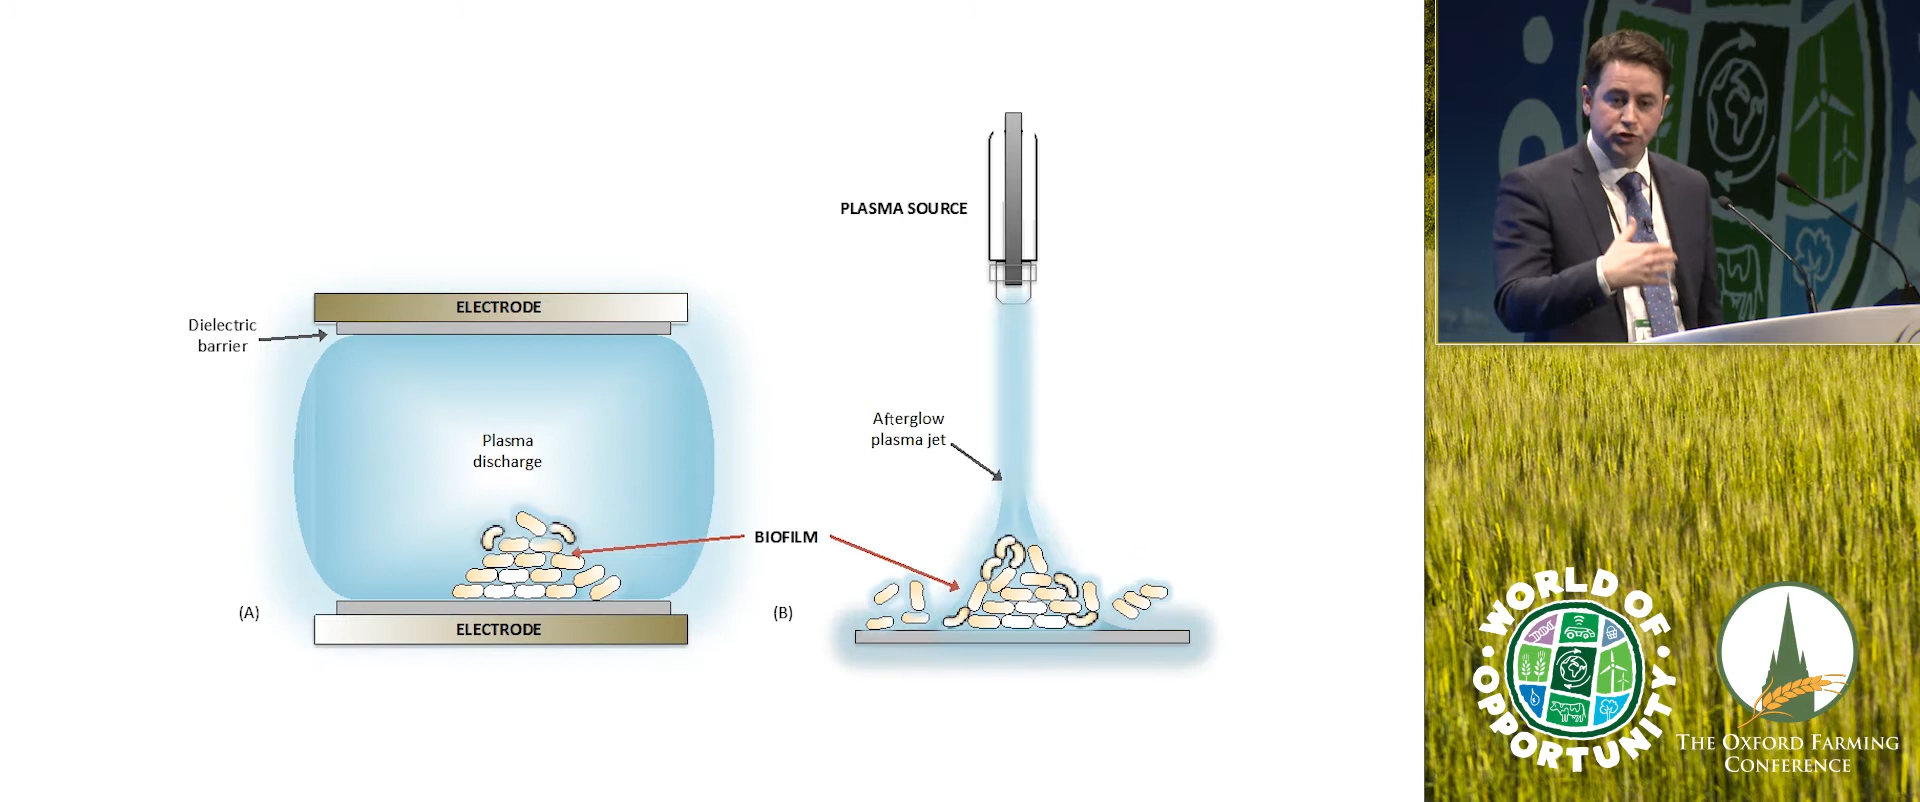 PLASMA SOURCE
ELECTRODE
Dielectric
barrier
Plasma
discharge
Afterglow
plasma jet
BIOFILM
(A)
ELECTRODE
(B)
WORLD OF
OPPORTUNITY
THE OXFORD FARMING
CONFERENCE